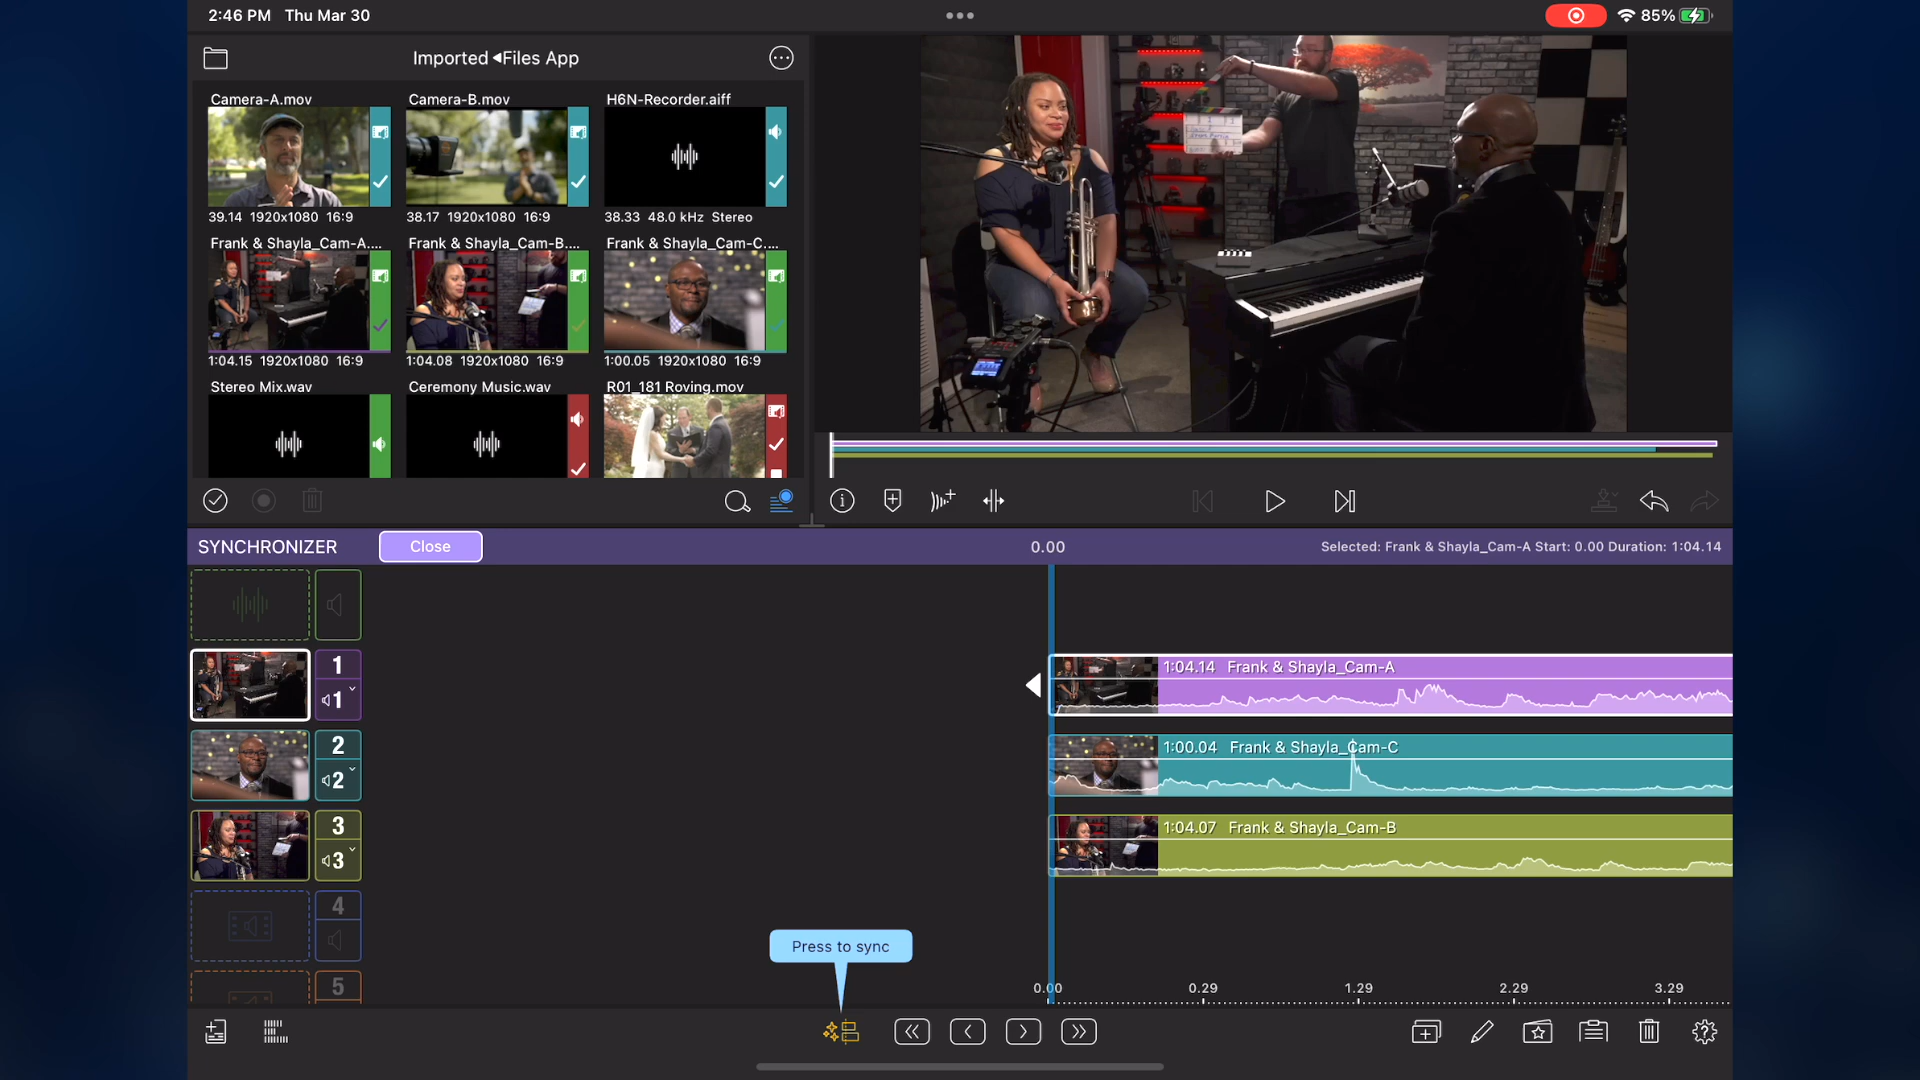 2:46 PM Thu Mar 30
85%
Imported ◀Files App
Camera-A.mov
Camera-B.mov
H6N-Recorder.aiff
39.14 1920x1080 16:9
38.17 1920x1080 16:9
38.33 48.0 kHz Stereo
Frank & Shayla_Cam-A....
Frank & Shayla_Cam-B....
Frank & Shayla_Cam-C....
1:04.15 1920x1080 16:9
1:04.08 1920x1080 16:9
1:00.05 1920x1080 16:9
Stereo Mix.wav
Ceremony Music.wav
R01_181 Roving.mov
SYNCHRONIZER
Close
0.00
Selected: Frank & Shayla_Cam-A Start: 0.00 Duration: 1:04.14
1
1
1:04.14 Frank & Shayla_Cam-A
2
2
1:00.04 Frank & Shayla_Cam-C
3
3
1:04.07 Frank & Shayla_Cam-B
4
Press to sync
5
0.00 0.29 1.29 2.29 3.29